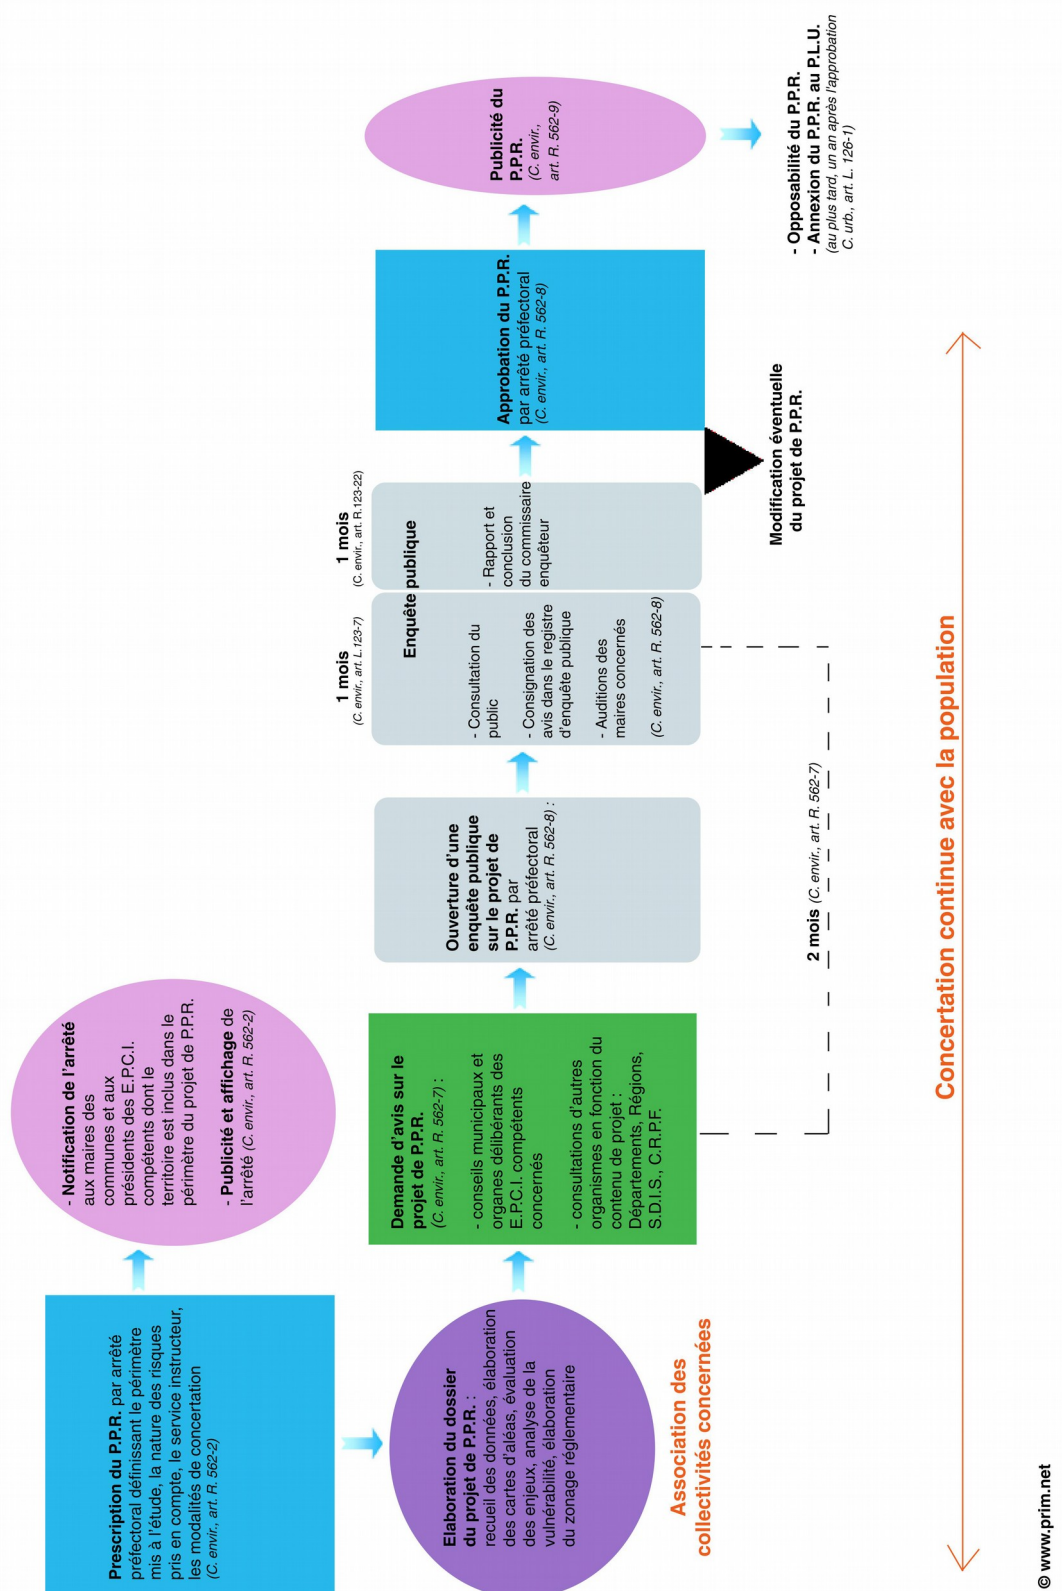 Prescription du P.P.R. par arrêté
préfectoral définissant le périmètre
mis à l'étude, la nature des risques
pris en compte, le service instructeur,
les modalités de concertation
(C. envir., art. R. 562-2)
- Notification de l'arrêté
aux maires des
communes et aux
présidents des E.P.C.I.
compétents dont le
territoire est inclus dans le
périmètre du projet de P.P.R.
- Publicité et affichage de
l'arrêté (C. envir., art. R. 562-2)
Elaboration du dossier
du projet de P.P.R. :
recueil des données, élaboration
des cartes d'aléas, évaluation
des enjeux, analyse de la
vulnérabilité, élaboration
du zonage réglementaire
Association des
collectivités concernées
Demande d'avis sur le
projet de P.P.R.
(C. envir., art. R. 562-7) :
- conseils municipaux et
organes délibérants des
E.P.C.I. compétents
concernés
- consultations d'autres
organismes en fonction du
contenu de projet :
Départements, Régions,
S.D.I.S., C.R.P.F.
Ouverture d'une
enquête publique
sur le projet de
P.P.R. par
arrêté préfectoral
(C. envir., art. R. 562-8) :
1 mois
(C. envir., art. L.123-7)
1 mois
(C. envir., art. R.123-22)
Enquête publique
- Consultation du
public
- Consignation des
avis dans le registre
d'enquête publique
- Auditions des
maires concernés
(C. envir., art. R. 562-8)
- Rapport et
conclusion
du commissaire
enquêteur
2 mois (C. envir., art. R. 562-7)
Approbation du P.P.R.
par arrêté préfectoral
(C. envir., art. R. 562-8)
Modification éventuelle
du projet de P.P.R.
Publicité du
P.P.R.
(C. envir.,
art. R. 562-9)
- Opposabilité du P.P.R.
- Annexion du P.P.R. au P.L.U.
(au plus tard, un an après l'approbation
C. urb., art. L. 126-1)
Concertation continue avec la population
© www.prim.net